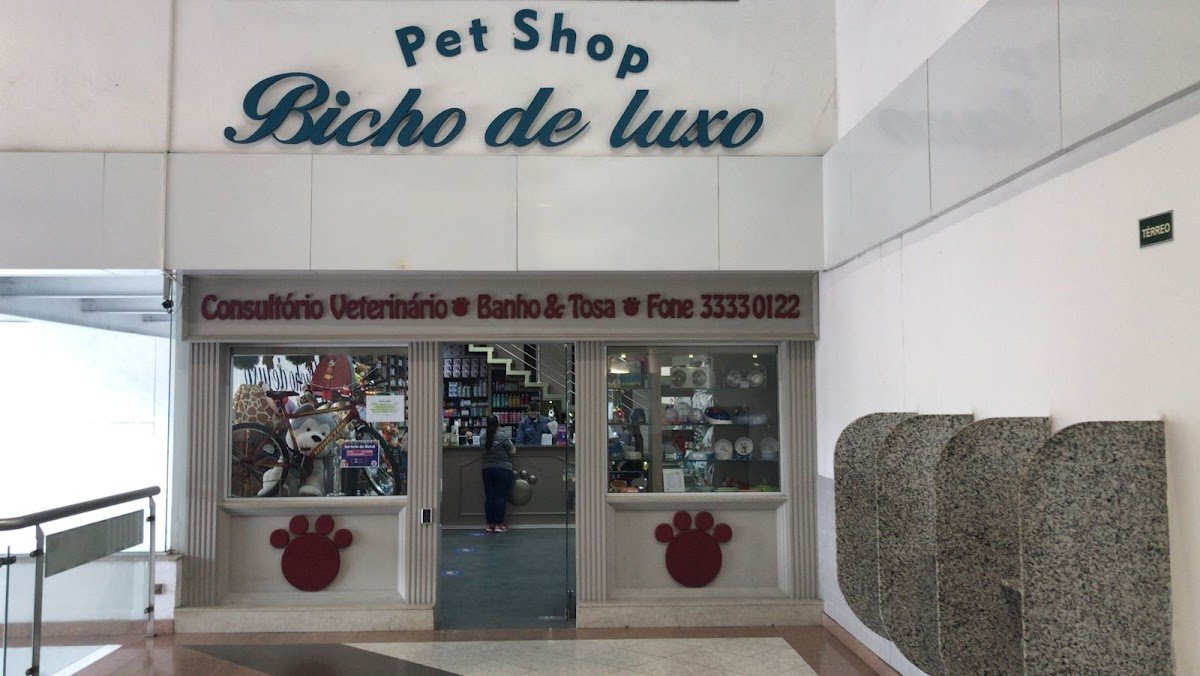 Pet Shop
Bicho de luxo
TÉRREO
Consultório Veterinário Banho & Tosa Fone 3333 0122